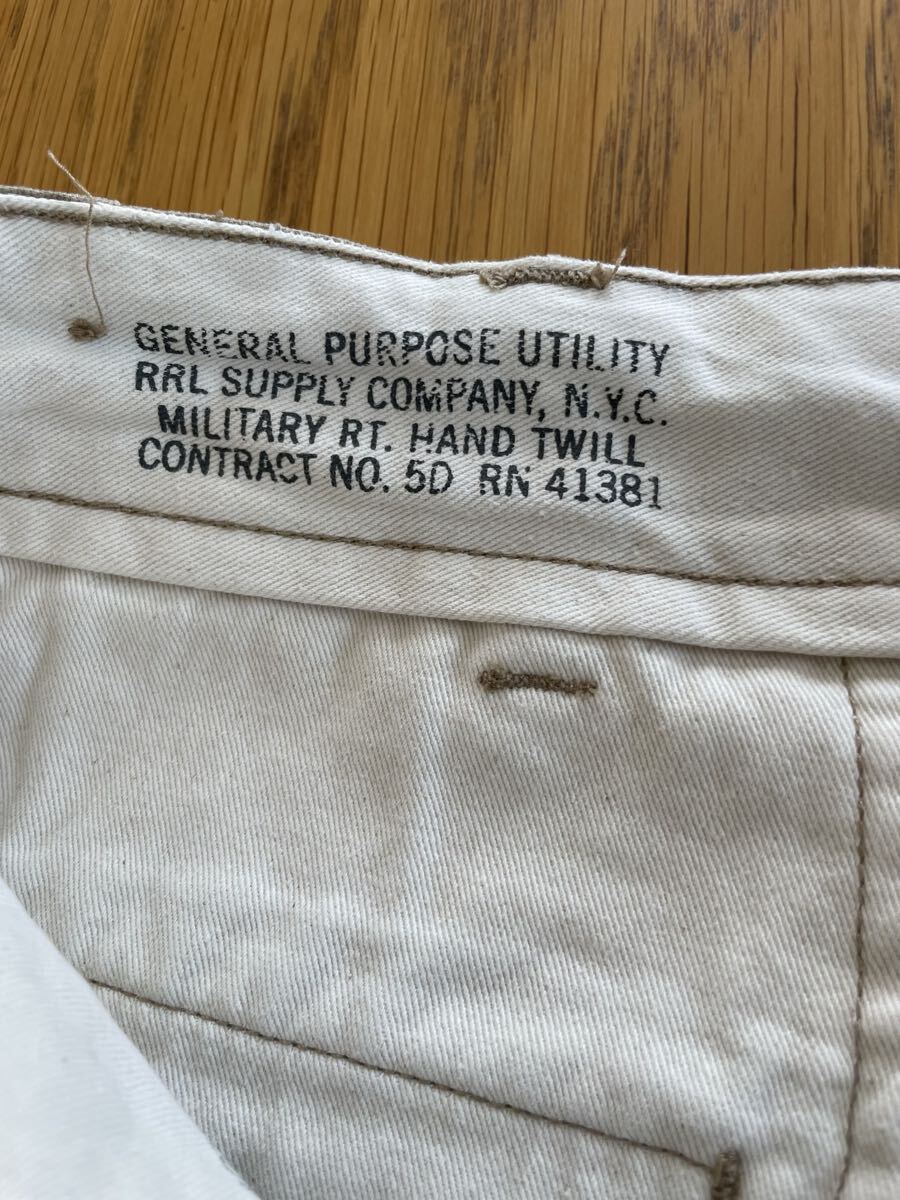 GENERAL PURPOSE UTILITY
RRL SUPPLY COMPANY, N.Y.C.
MILITARY RT. HAND TWILL
CONTRACT NO. 5D RN 41381